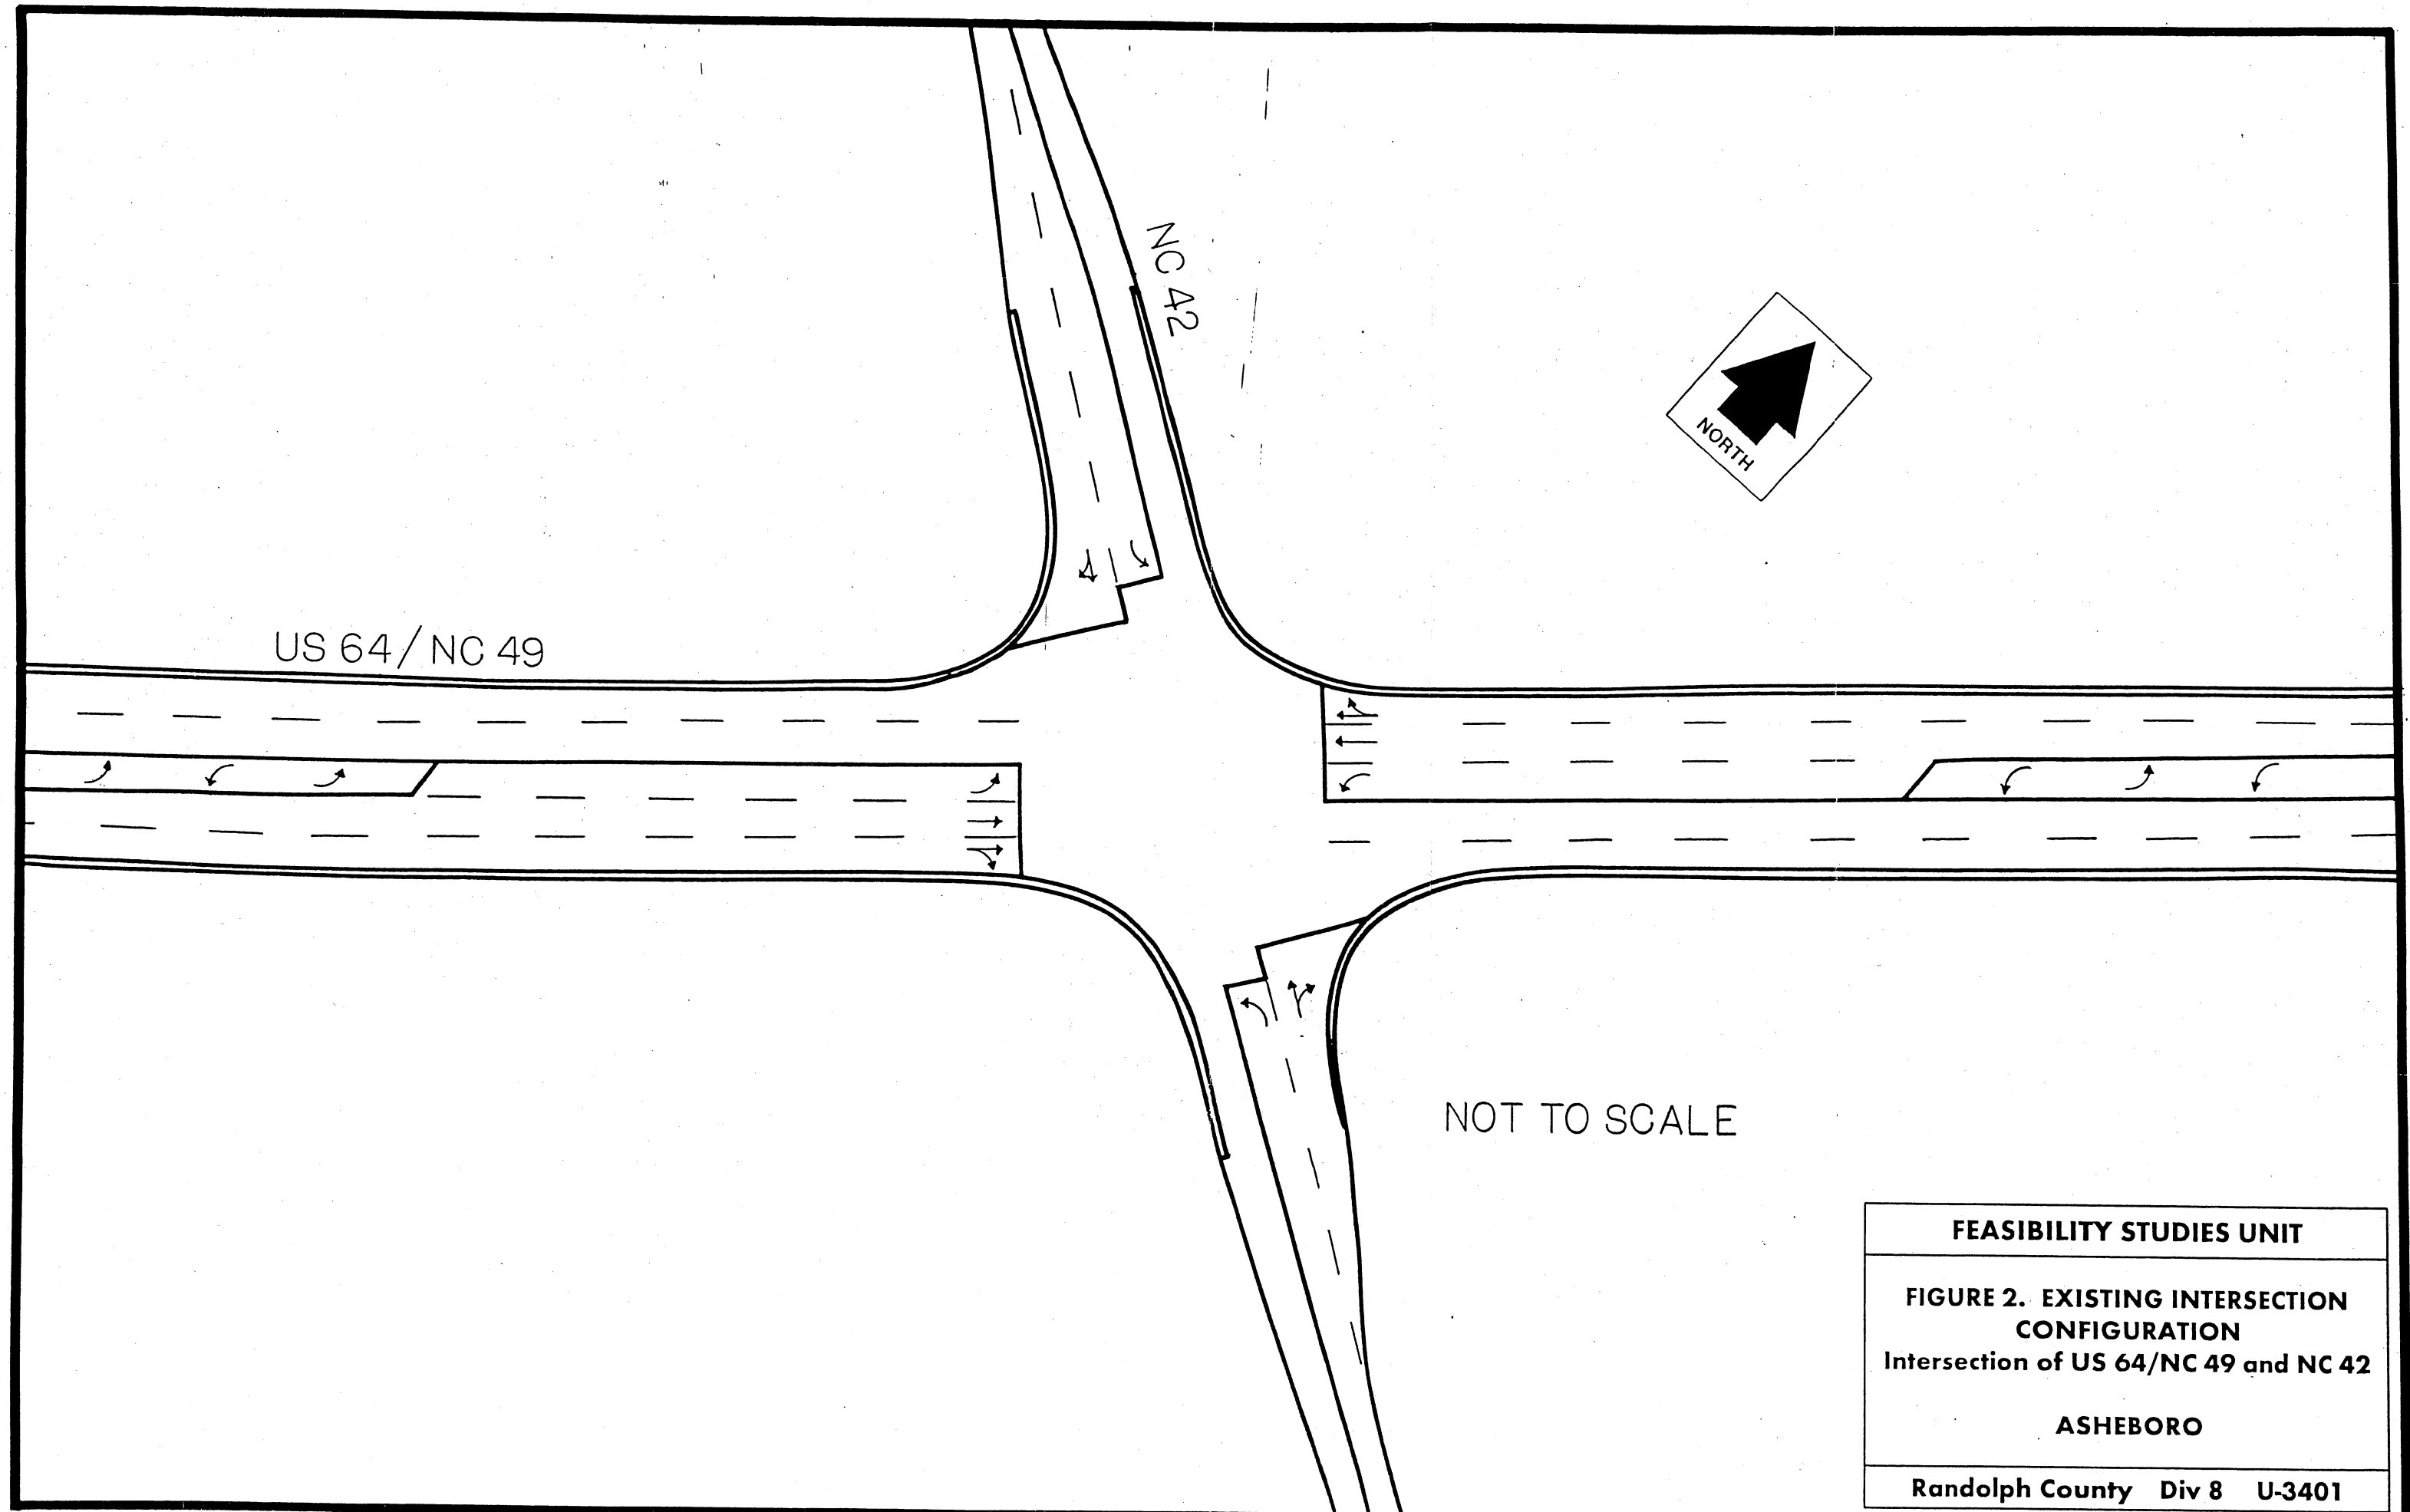 NC 42
NORTH
US 64/NC 49
NOT TO SCALE
FEASIBILITY STUDIES UNIT
FIGURE 2. EXISTING INTERSECTION
CONFIGURATION
Intersection of US 64/NC 49 and NC 42
ASHEBORO
Randolph County Div 8 U-3401